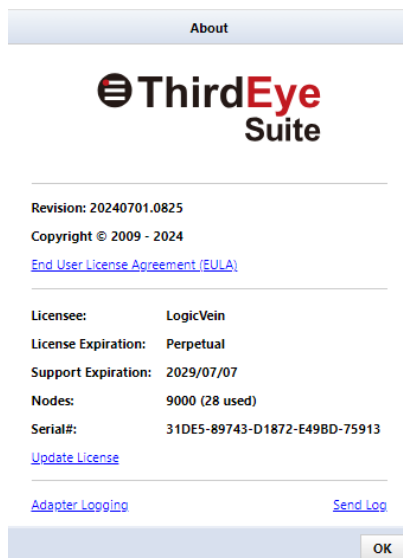 About
ThirdEye
Suite
Revision: 20240701.0825
Copyright © 2009 - 2024
End User License Agreement (EULA)
Licensee: LogicVein
License Expiration: Perpetual
Support Expiration: 2029/07/07
Nodes: 9000 (28 used)
Serial#: 31DE5-89743-D1872-E49BD-75913
Update License
Adapter Logging Send Log
OK